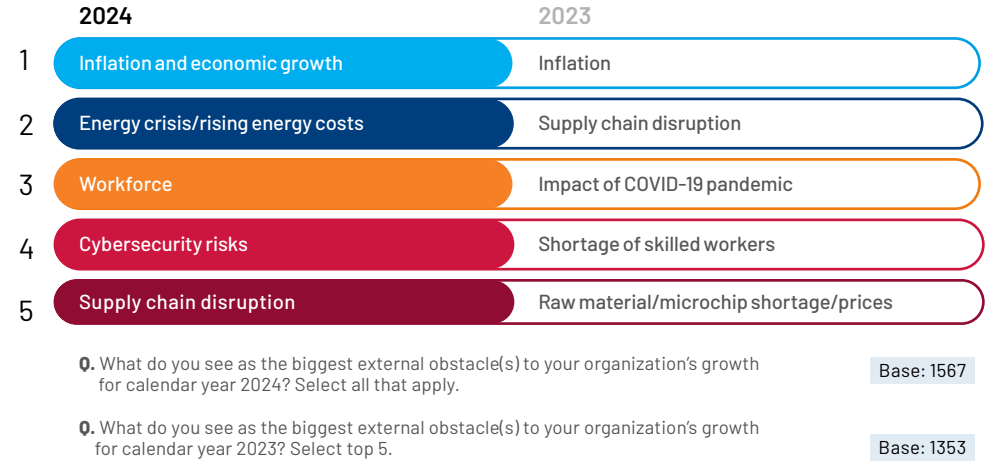 2024 2023
1 Inflation and economic growth Inflation
2 Energy crisis/rising energy costs Supply chain disruption
3 Workforce Impact of COVID-19 pandemic
4 Cybersecurity risks Shortage of skilled workers
5 Supply chain disruption Raw material/microchip shortage/prices
Q. What do you see as the biggest external obstacle(s) to your organization’s growth
for calendar year 2024? Select all that apply.
Base: 1567
Q. What do you see as the biggest external obstacle(s) to your organization’s growth
for calendar year 2023? Select top 5.
Base: 1353